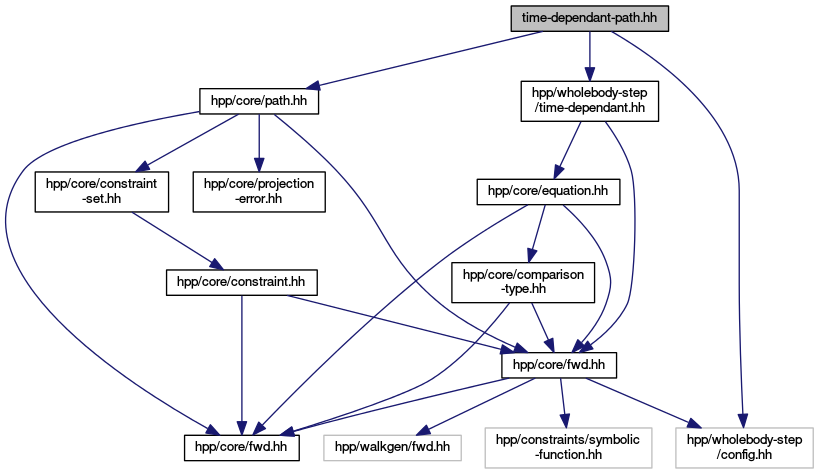 time-dependant-path.hh
hpp/core/path.hh
hpp/wholebody-step
/time-dependant.hh
hpp/core/constraint
-set.hh
hpp/core/projection
-error.hh
hpp/core/equation.hh
hpp/core/constraint.hh
hpp/core/comparison
-type.hh
hpp/core/fwd.hh
hpp/core/fwd.hh
hpp/walkgen/fwd.hh
hpp/constraints/symbolic
-function.hh
hpp/wholebody-step
/config.hh